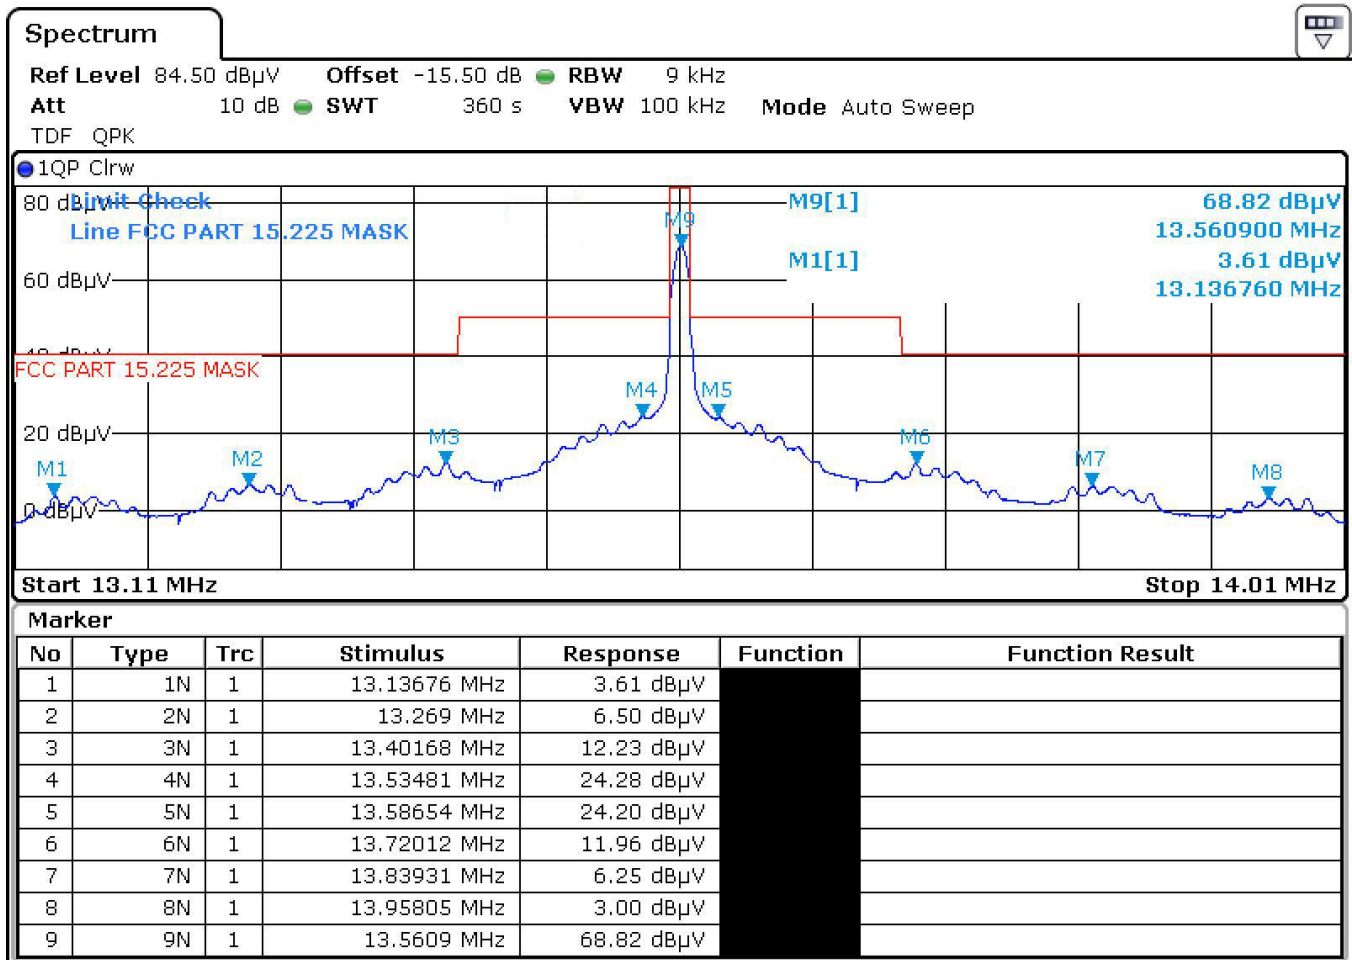 Spectrum
Ref Level 84.50 dBµV Offset -15.50 dB RBW 9 kHz
Att 10 dB SWT 360 s VBW 100 kHz Mode Auto Sweep
TDF QPK
1QP Clrw
80 dBµV Limit Check M9[1] 68.82 dBµV
Line FCC PART 15.225 MASK M9 13.560900 MHz
M1[1] 3.61 dBµV
60 dBµV
13.136760 MHz
40 dBµV
FCC PART 15.225 MASK
M4 M5
20 dBµV M3 M6
M1 M2 M7 M8
0 dBµV
Start 13.11 MHz Stop 14.01 MHz
Marker
No Type Trc Stimulus Response Function Function Result
1 1N 1 13.13676 MHz 3.61 dBµV
2 2N 1 13.269 MHz 6.50 dBµV
3 3N 1 13.40168 MHz 12.23 dBµV
4 4N 1 13.53481 MHz 24.28 dBµV
5 5N 1 13.58654 MHz 24.20 dBµV
6 6N 1 13.72012 MHz 11.96 dBµV
7 7N 1 13.83931 MHz 6.25 dBµV
8 8N 1 13.95805 MHz 3.00 dBµV
9 9N 1 13.5609 MHz 68.82 dBµV